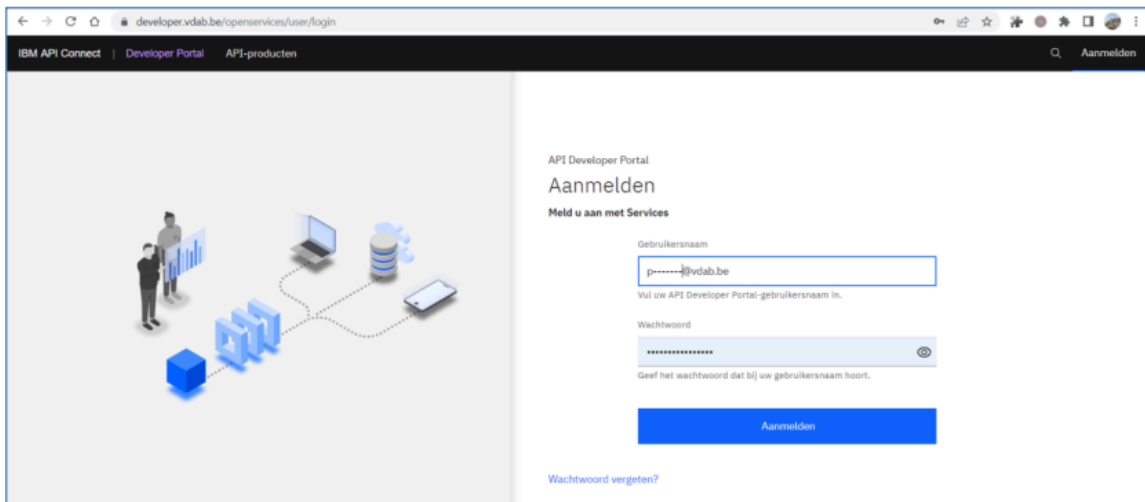 developer.vdab.be/openservices/user/login
IBM API Connect | Developer Portal API-producten Aanmelden
API Developer Portal
Aanmelden
Meld u aan met Services
Gebruikersnaam
p-------@vdab.be
Vul uw API Developer Portal-gebruikersnaam in.
Wachtwoord
••••••••••••••••
Geef het wachtwoord dat bij uw gebruikersnaam hoort.
Aanmelden
Wachtwoord vergeten?